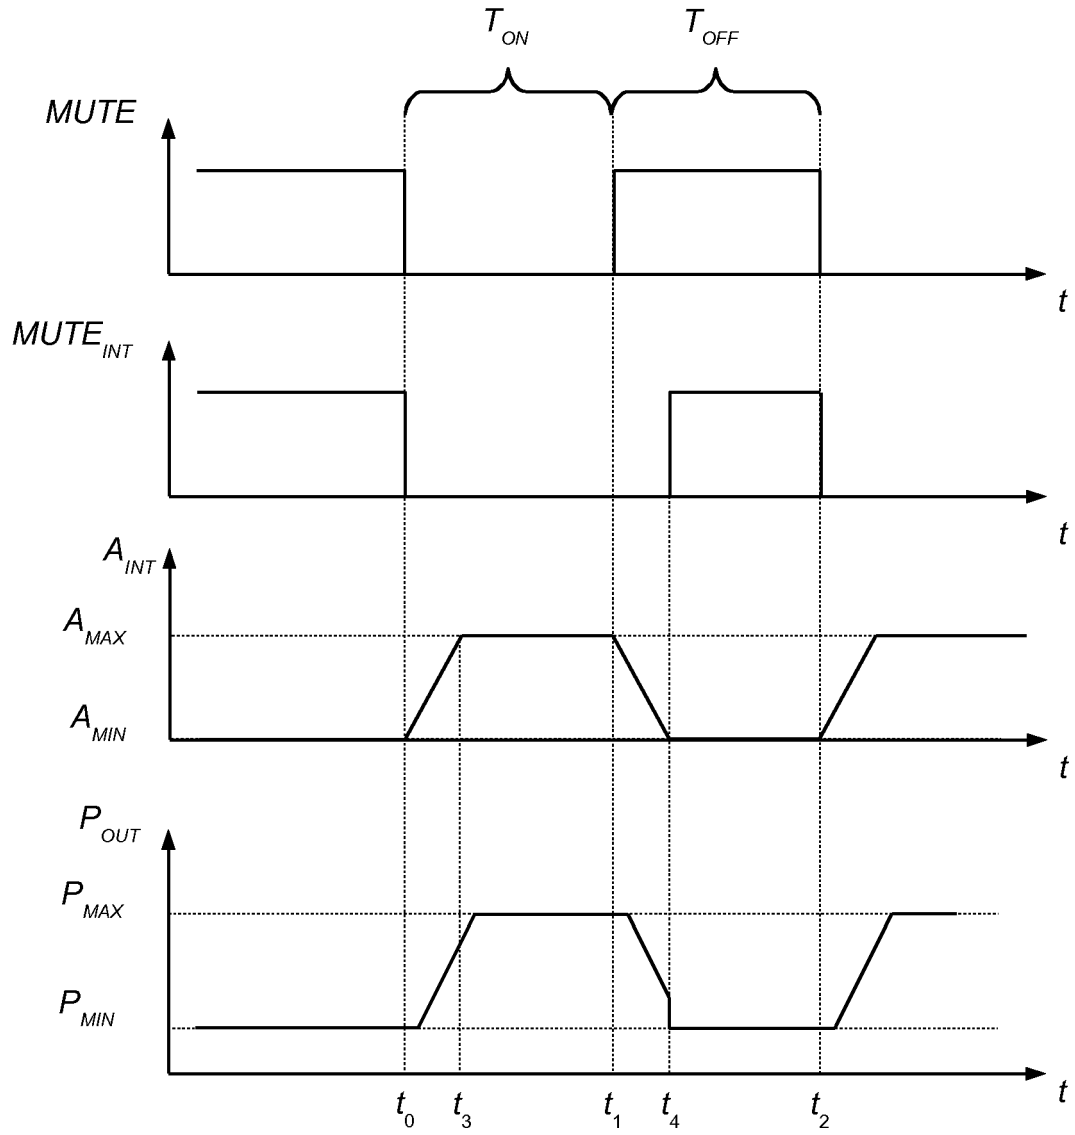 T_ON T_OFF
MUTE
t
MUTE_INT
t
A_INT
A_MAX
A_MIN
t
P_OUT
P_MAX
P_MIN
t
t_0 t_3 t_1 t_4 t_2